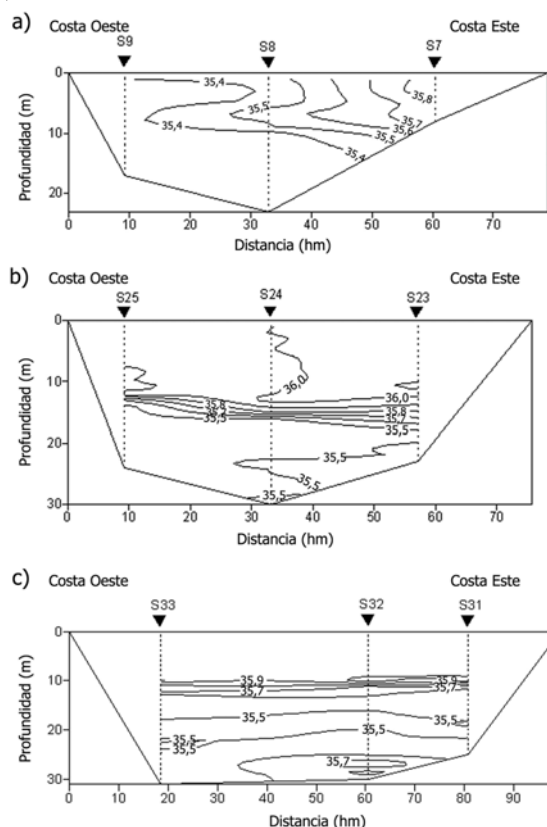 a)
Costa Oeste Costa Este
S9 S8 S7
0
10
20
Profundidad (m)
35,4
35,5
35,4
35,8
35,7
35,6
35,5
35,4
0 10 20 30 40 50 60 70
Distancia (hm)
b)
Costa Oeste Costa Este
S25 S24 S23
0
10
20
30
Profundidad (m)
36,0
36,0
35,8
35,5
35,8
35,7
35,5
35,5
35,5
35,5
0 10 20 30 40 50 60 70
Distancia (hm)
c)
Costa Oeste Costa Este
S33 S32 S31
0
10
20
30
Profundidad (m)
35,9
35,9
35,7
35,7
35,5
35,5
35,5
35,5
35,7
0 10 20 30 40 50 60 70 80 90
Distancia (hm)